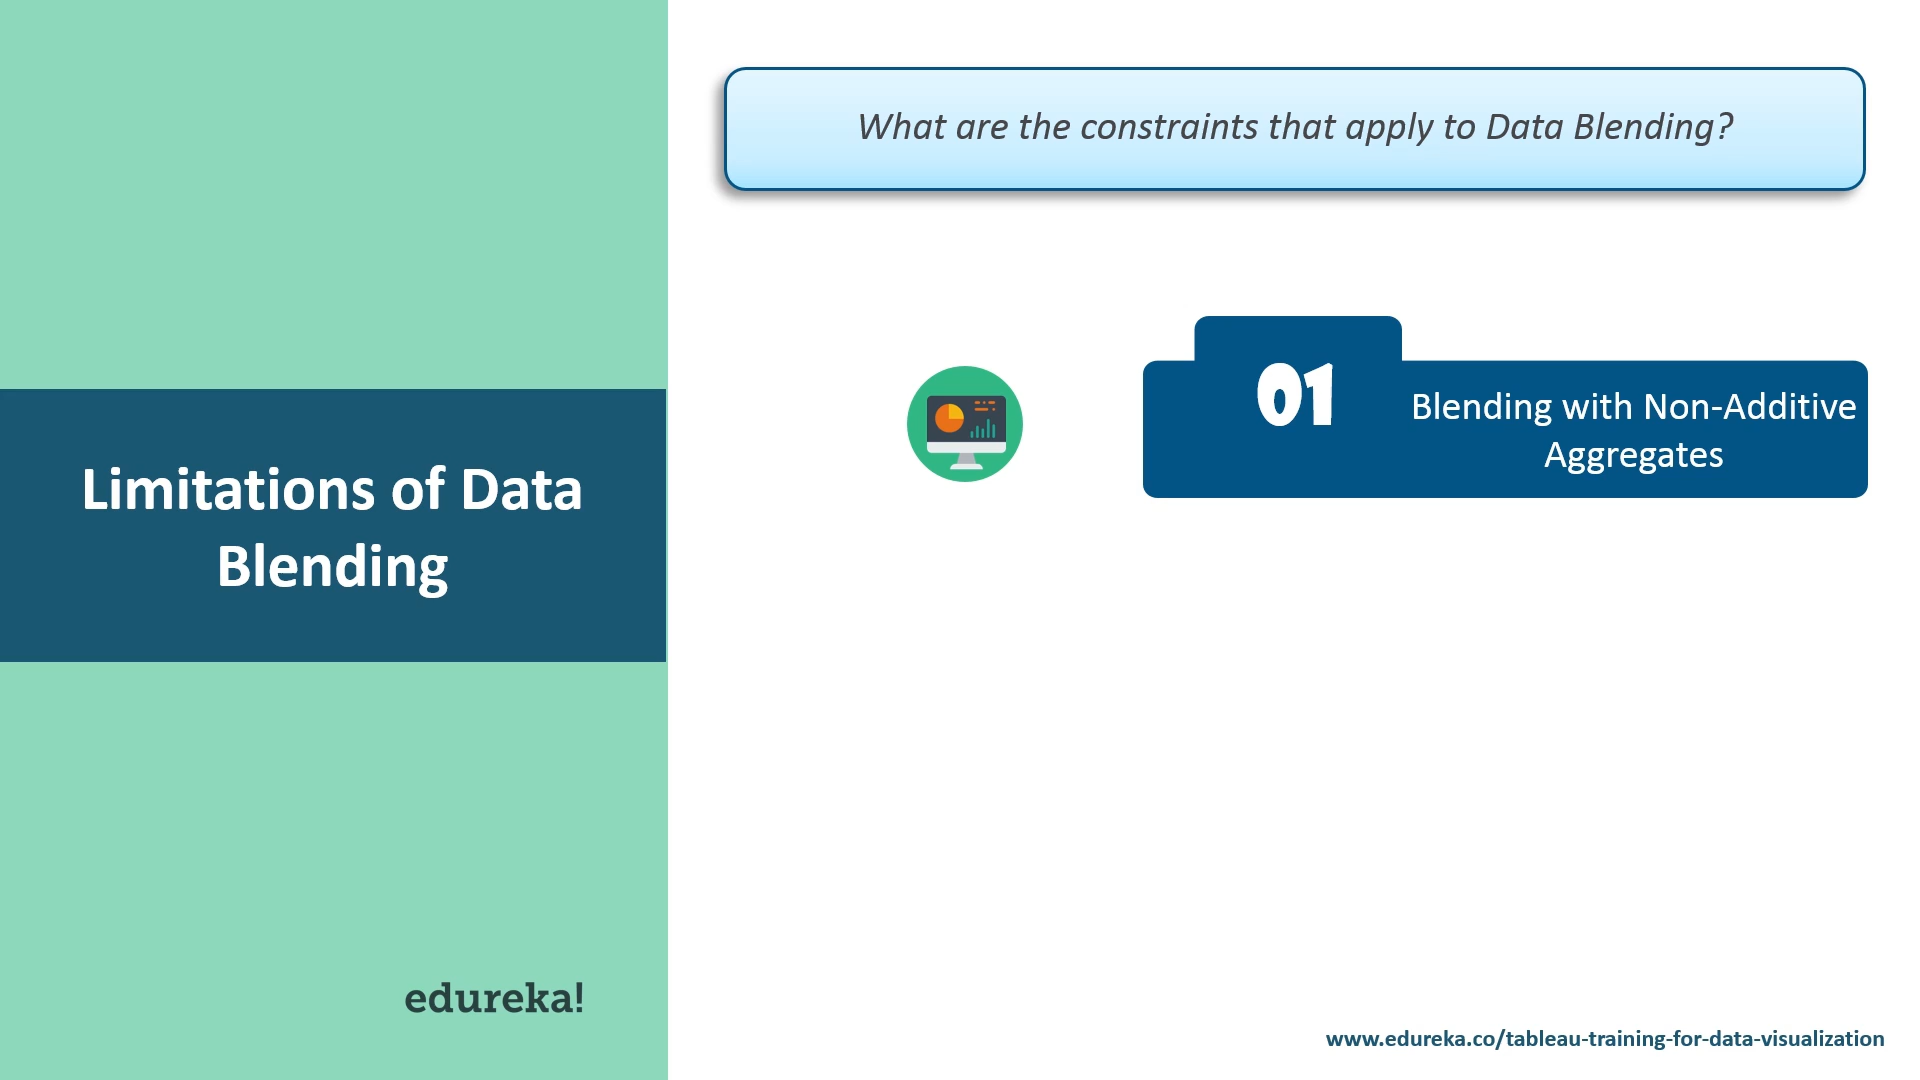 What are the constraints that apply to Data Blending?
01
Blending with Non-Additive
Aggregates
Limitations of Data
Blending
edureka!
www.edureka.co/tableau-training-for-data-visualization